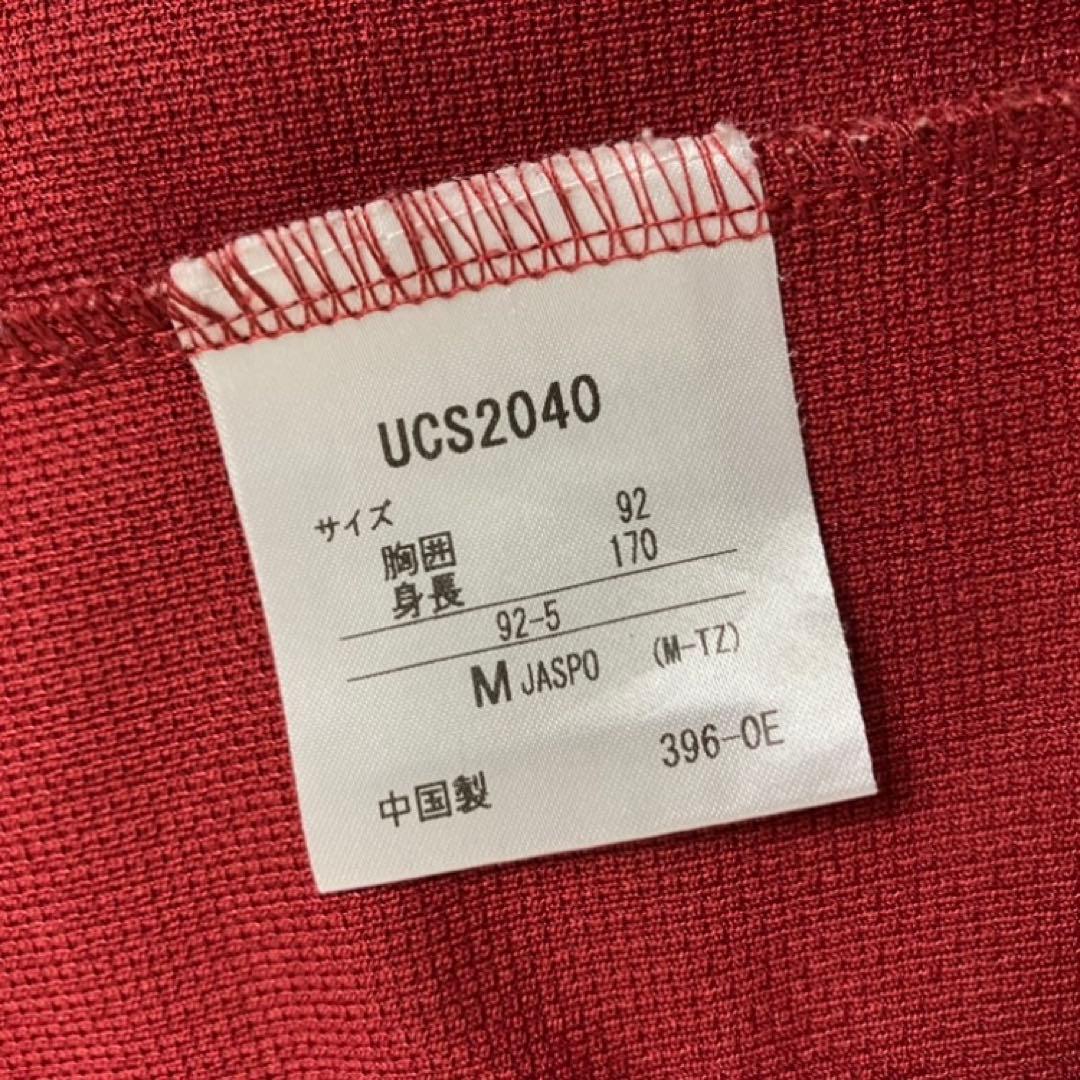 UCS2040
サイズ
胸囲 92
身長 170
92-5
M JASPO (M-TZ)
396-0E
中国製